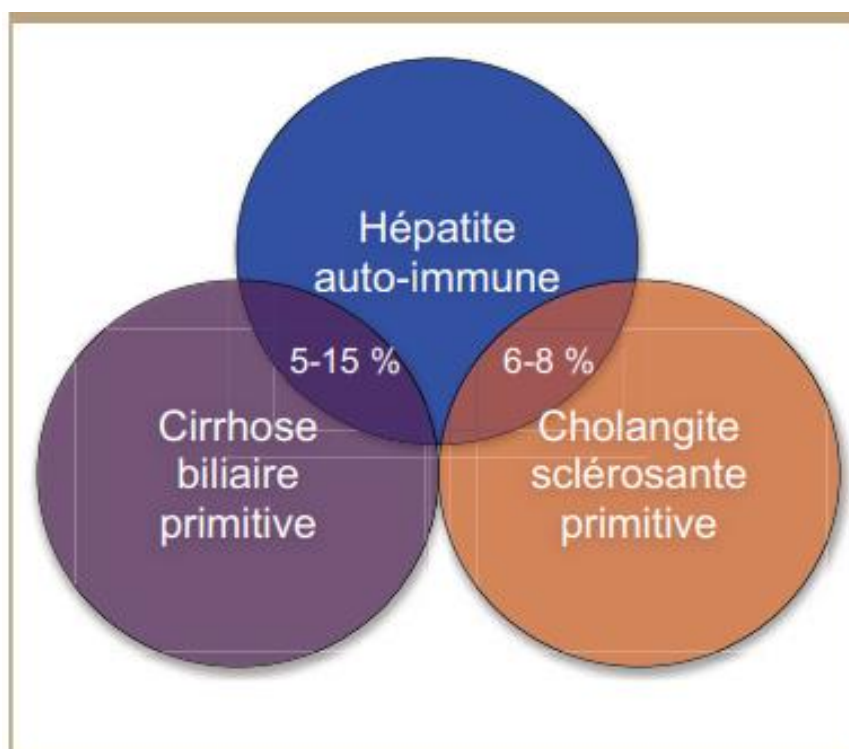 Hépatite
auto-immune
5-15 %
6-8 %
Cirrhose
biliaire
primitive
Cholangite
sclérosante
primitive